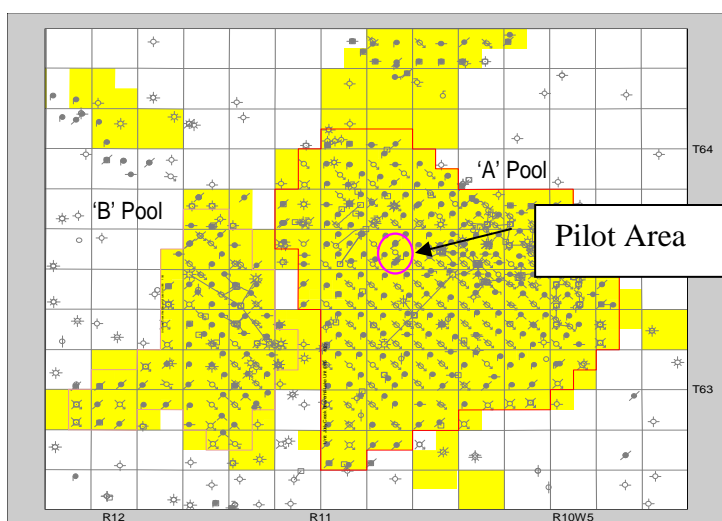 T64
'A' Pool
'B' Pool
Pilot Area
T63
R12
R11
R10W5